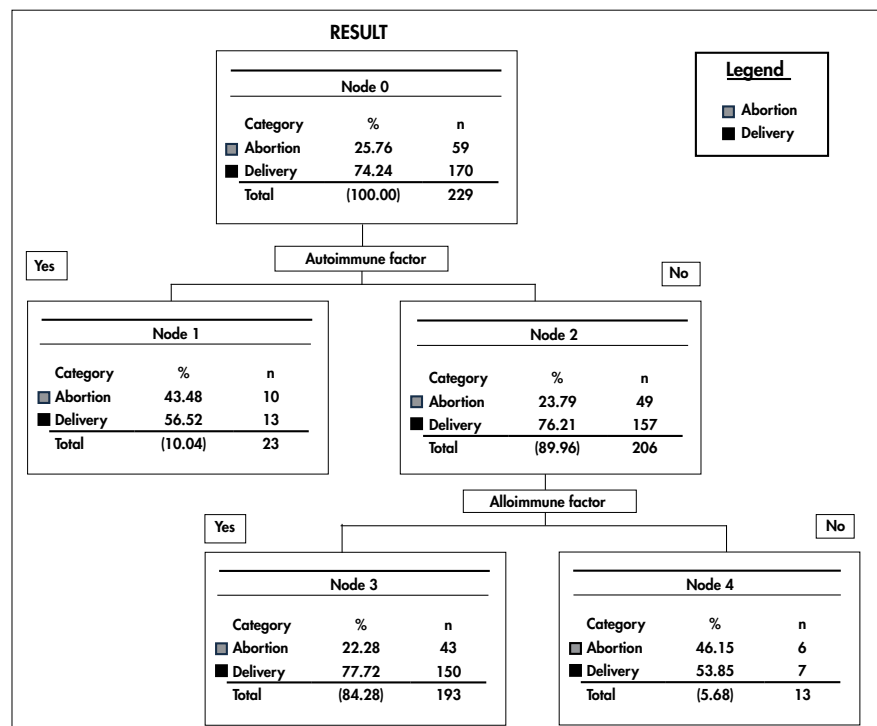 RESULT
Legend
Abortion
Delivery
Node 0
Category % n
Abortion 25.76 59
Delivery 74.24 170
Total (100.00) 229
Autoimmune factor
Yes
No
Node 1
Category % n
Abortion 43.48 10
Delivery 56.52 13
Total (10.04) 23
Node 2
Category % n
Abortion 23.79 49
Delivery 76.21 157
Total (89.96) 206
Alloimmune factor
Yes
No
Node 3
Category % n
Abortion 22.28 43
Delivery 77.72 150
Total (84.28) 193
Node 4
Category % n
Abortion 46.15 6
Delivery 53.85 7
Total (5.68) 13